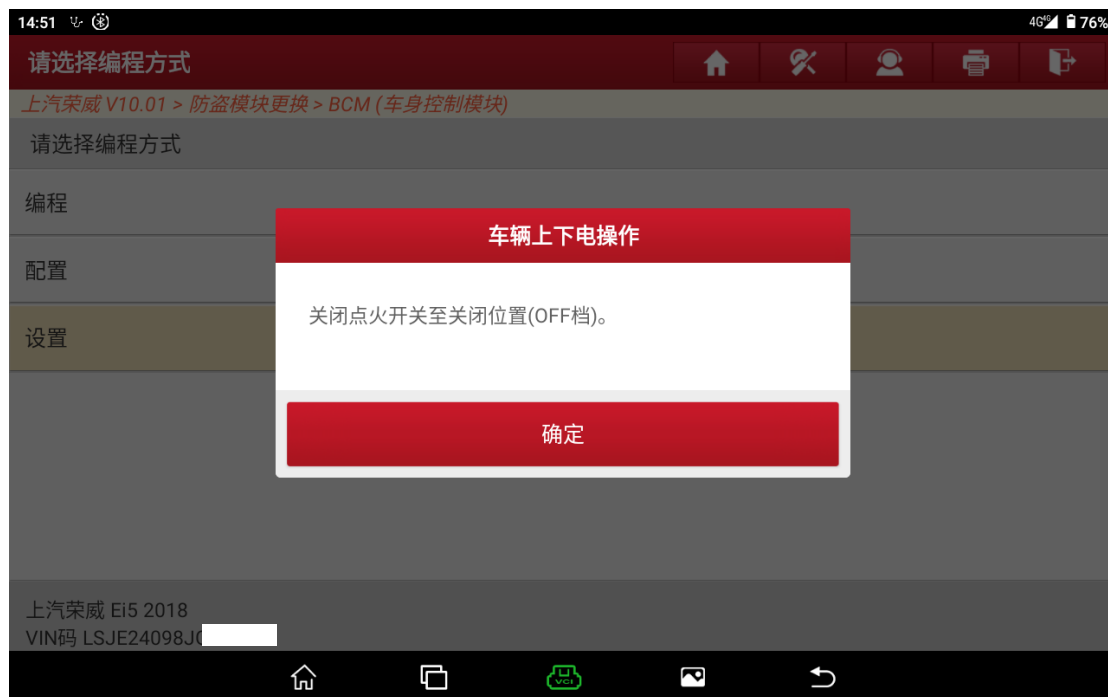 14:51
4G 4G 76%
请选择编程方式
上汽荣威 V10.01 > 防盗模块更换 > BCM (车身控制模块)
请选择编程方式
编程
配置
设置
车辆上下电操作
关闭点火开关至关闭位置(OFF档)。
确定
上汽荣威 Ei5 2018
VIN码 LSJE24098J
VCI